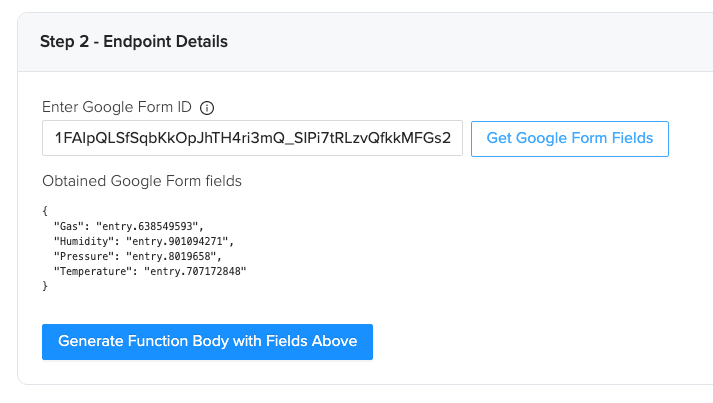 Step 2 - Endpoint Details
Enter Google Form ID
1FAIpQLSfSqbKkOpJhTH4ri3mQ_SlPi7tRLzvQfkkMFGs2
Get Google Form Fields
Obtained Google Form fields
{
"Gas": "entry.638549593",
"Humidity": "entry.901094271",
"Pressure": "entry.8019658",
"Temperature": "entry.707172848"
}
Generate Function Body with Fields Above